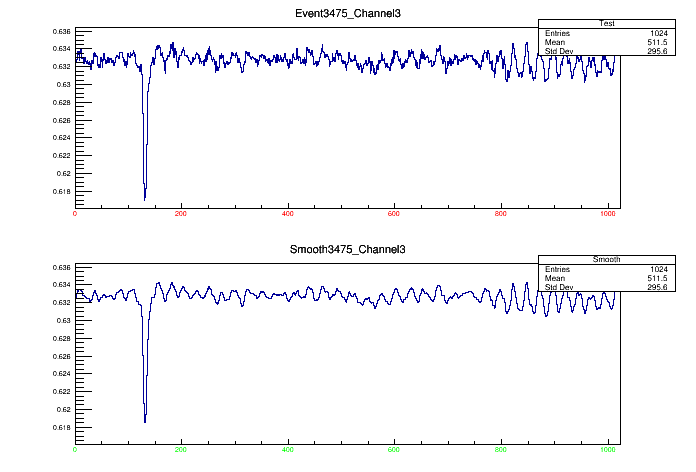 Event3475_Channel3
Test
Entries 1024
Mean 511.5
Std Dev 295.6
0.636
0.634
0.632
0.63
0.628
0.626
0.624
0.622
0.62
0.618
0 200 400 600 800 1000
Smooth3475_Channel3
Smooth
Entries 1024
Mean 511.5
Std Dev 295.6
0.636
0.634
0.632
0.63
0.628
0.626
0.624
0.622
0.62
0.618
0 200 400 600 800 1000